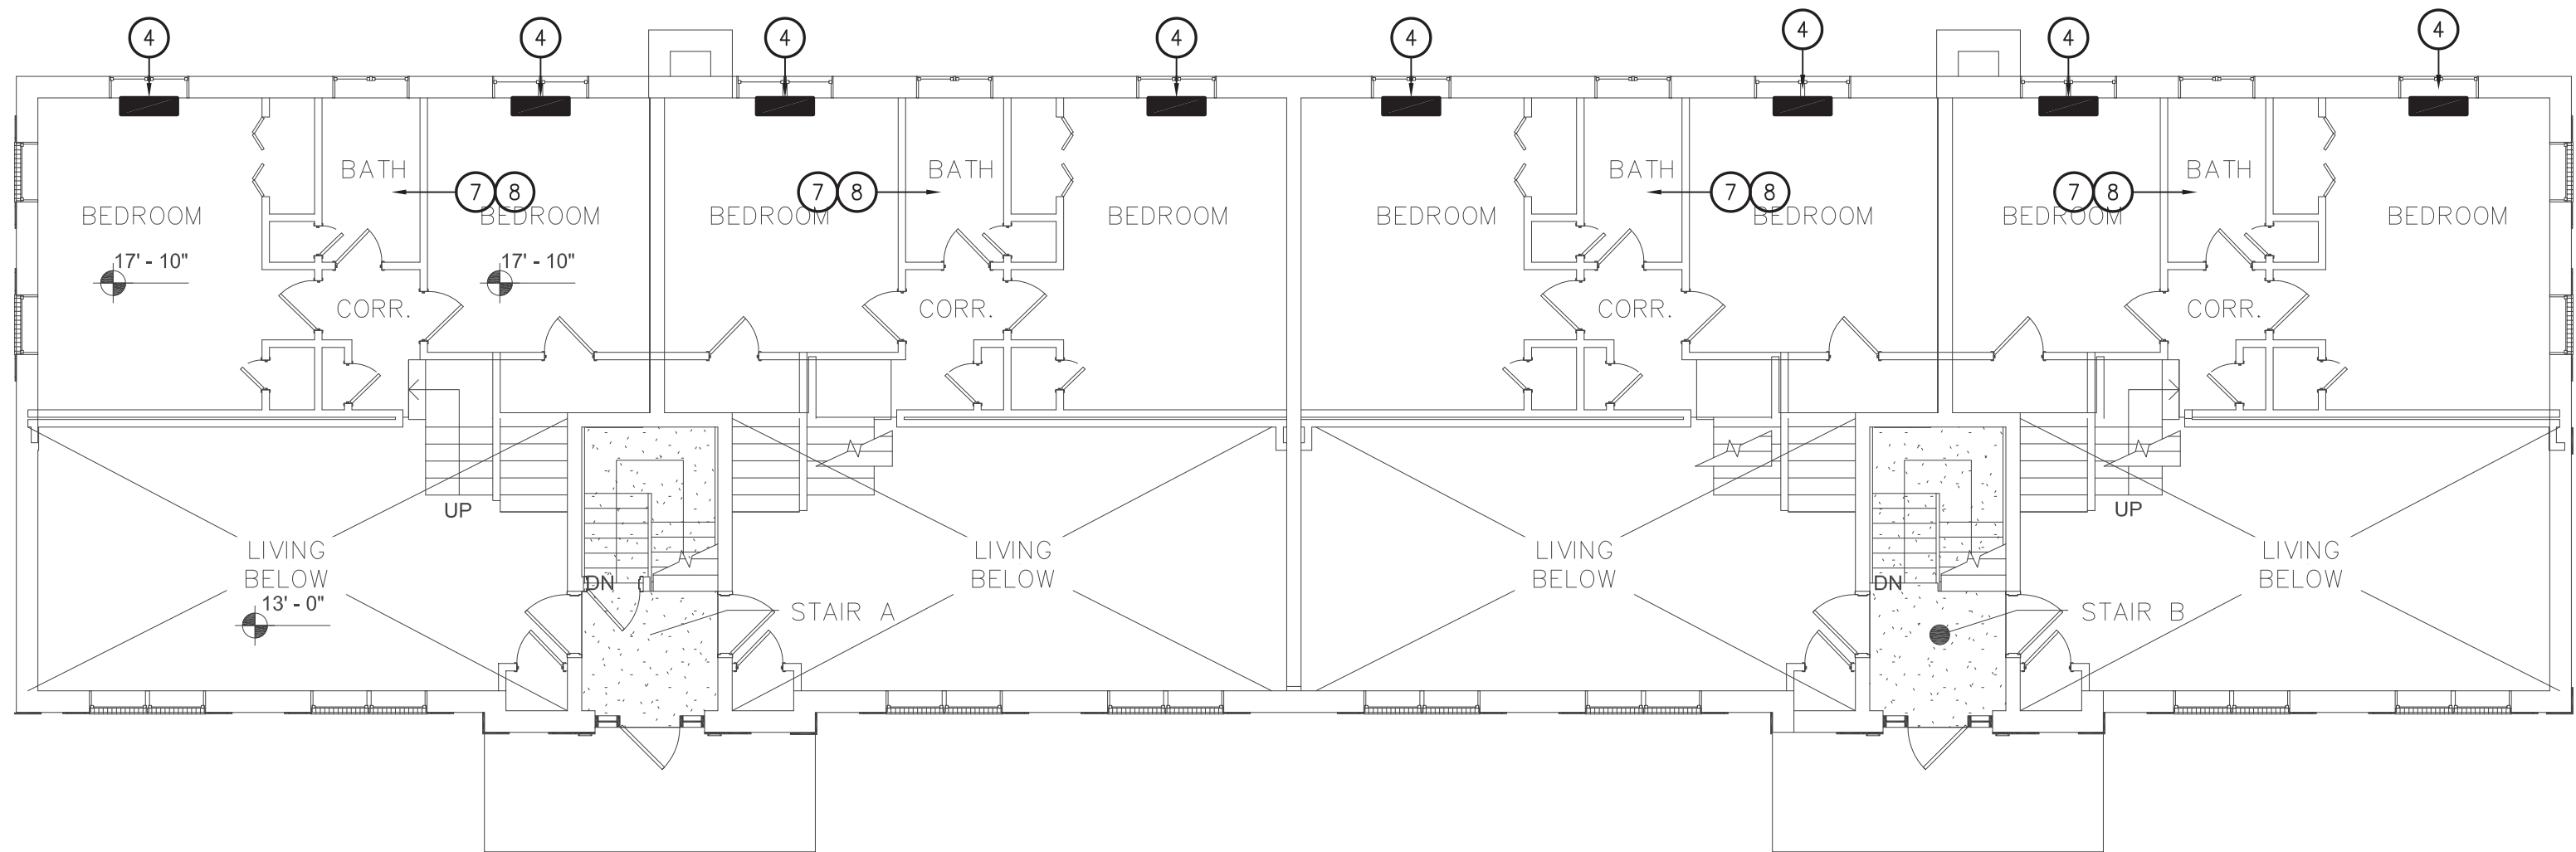 4 4 4 4 4 4 4 4
BATH BATH BATH BATH
7 8 7 8 7 8 7 8
BEDROOM BEDROOM BEDROOM BEDROOM BEDROOM BEDROOM BEDROOM BEDROOM
17' - 10" 17' - 10"
CORR. CORR. CORR. CORR.
UP UP
LIVING LIVING LIVING LIVING
BELOW BELOW BELOW BELOW
DN DN
13' - 0"
STAIR A STAIR B